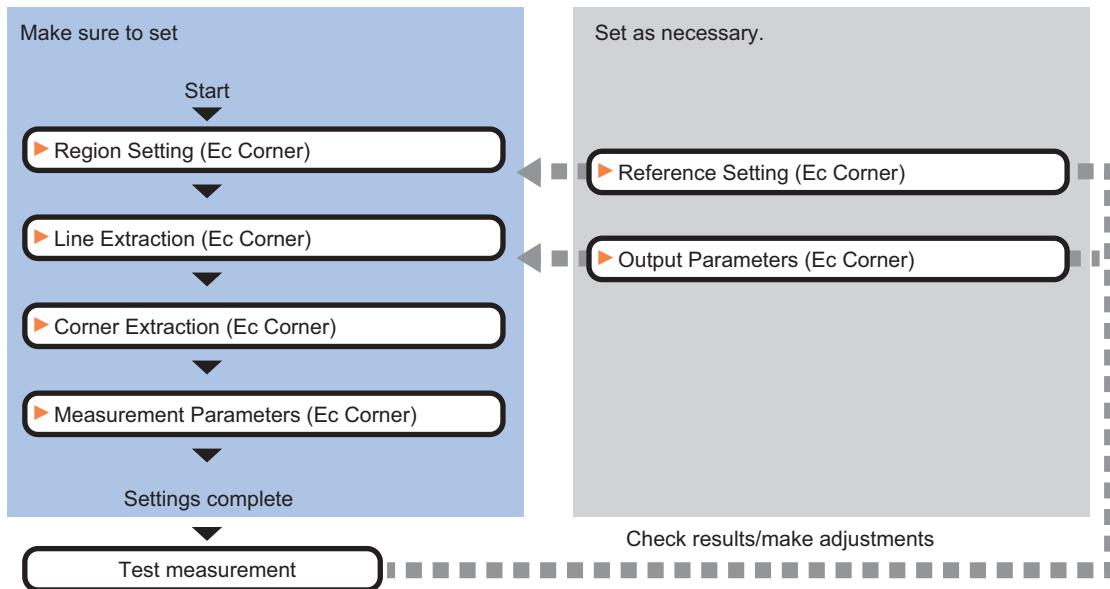 Make sure to set
Start
Region Setting (Ec Corner)
Line Extraction (Ec Corner)
Corner Extraction (Ec Corner)
Measurement Parameters (Ec Corner)
Settings complete
Test measurement
Set as necessary.
Reference Setting (Ec Corner)
Output Parameters (Ec Corner)
Check results/make adjustments